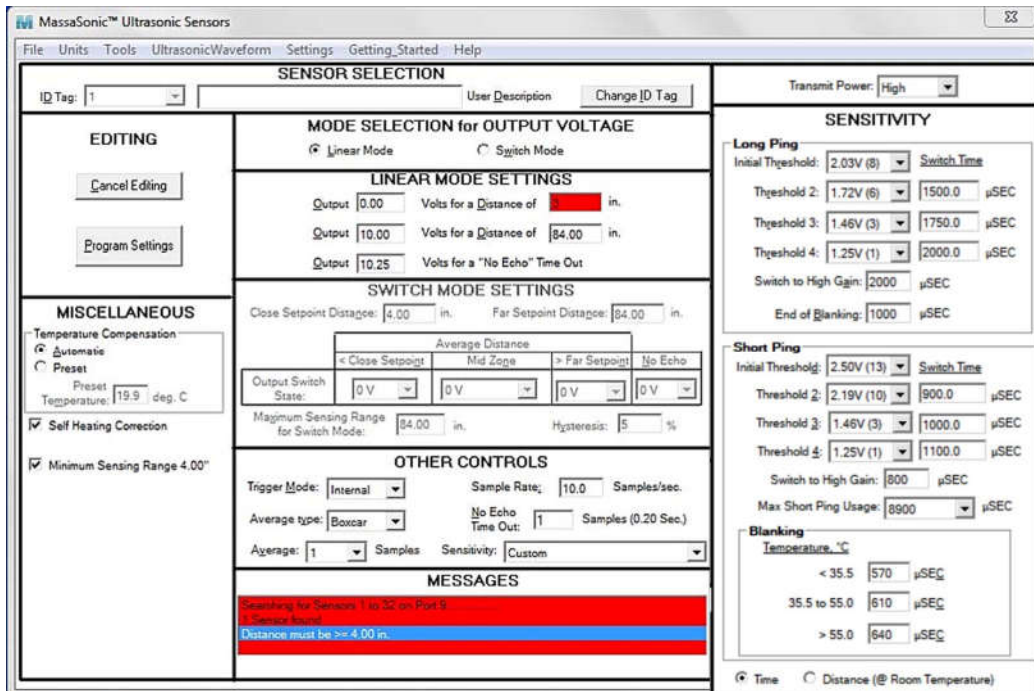 MassaSonic™ Ultrasonic Sensors
File Units Tools UltrasonicWaveform Settings Getting_Started Help
SENSOR SELECTION
ID Tag: 1 User Description Change ID Tag
EDITING
Cancel Editing
Program Settings
MODE SELECTION for OUTPUT VOLTAGE
Linear Mode Switch Mode
LINEAR MODE SETTINGS
Output 0.00 Volts for a Distance of in.
Output 10.00 Volts for a Distance of 84.00 in.
Output 10.25 Volts for a "No Echo" Time Out
MISCELLANEOUS
Temperature Compensation
Automatic
Preset
Preset
Temperature: 19.9 deg. C
Self Heating Correction
Minimum Sensing Range 4.00"
SWITCH MODE SETTINGS
Close Setpoint Distance: 4.00 in. Far Setpoint Distance: 84.00 in.
Average Distance
< Close Setpoint Mid Zone > Far Setpoint No Echo
Output Switch
State: 0 V 0 V 0 V 0 V
Maximum Sensing Range
for Switch Mode: 84.00 in. Hysteresis: 5 %
OTHER CONTROLS
Trigger Mode: Internal Sample Rate: 10.0 Samples/sec.
Average type: Boxcar No Echo
Time Out: 1 Samples (0.20 Sec.)
Average: 1 Samples Sensitivity: Custom
MESSAGES
Searching for Sensors 1 to 32 on Port 9
1 Sensor found
Distance must be >= 4.00 in.
Transmit Power: High
SENSITIVITY
Long Ping
Initial Threshold: 2.03V (8) Switch Time
Threshold 2: 1.72V (6) 1500.0 µSEC
Threshold 3: 1.46V (3) 1750.0 µSEC
Threshold 4: 1.25V (1) 2000.0 µSEC
Switch to High Gain: 2000 µSEC
End of Blanking: 1000 µSEC
Short Ping
Initial Threshold: 2.50V (13) Switch Time
Threshold 2: 2.19V (10) 900.0 µSEC
Threshold 3: 1.46V (3) 1000.0 µSEC
Threshold 4: 1.25V (1) 1100.0 µSEC
Switch to High Gain: 800 µSEC
Max Short Ping Usage: 8900 µSEC
Blanking
Temperature, °C
< 35.5 570 µSEC
35.5 to 55.0 610 µSEC
> 55.0 640 µSEC
Time Distance (@ Room Temperature)